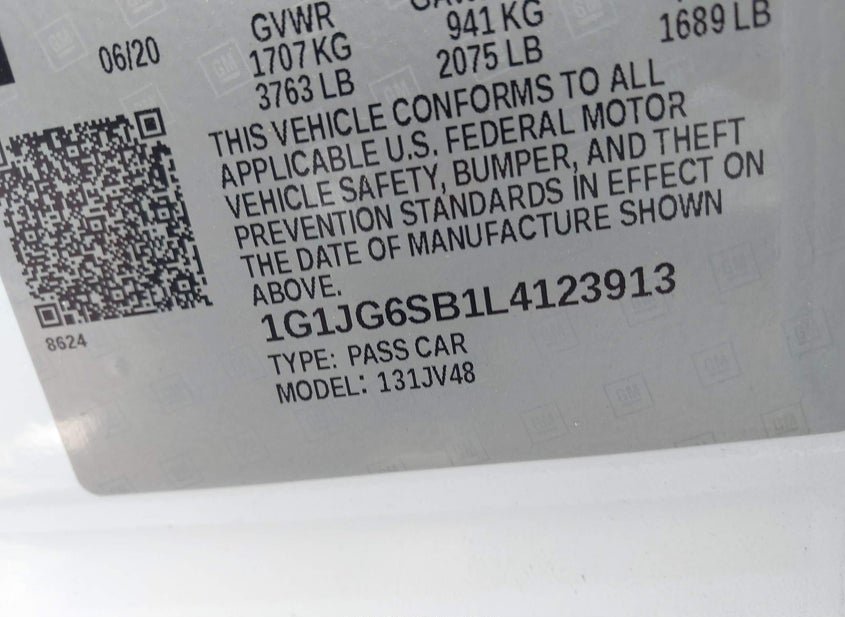 06/20
GVWR
1707 KG
3763 LB
941 KG
2075 LB
1689 LB
THIS VEHICLE CONFORMS TO ALL
APPLICABLE U.S. FEDERAL MOTOR
VEHICLE SAFETY, BUMPER, AND THEFT
PREVENTION STANDARDS IN EFFECT ON
THE DATE OF MANUFACTURE SHOWN
ABOVE.
8624
1G1JG6SB1L4123913
TYPE: PASS CAR
MODEL: 131JV48